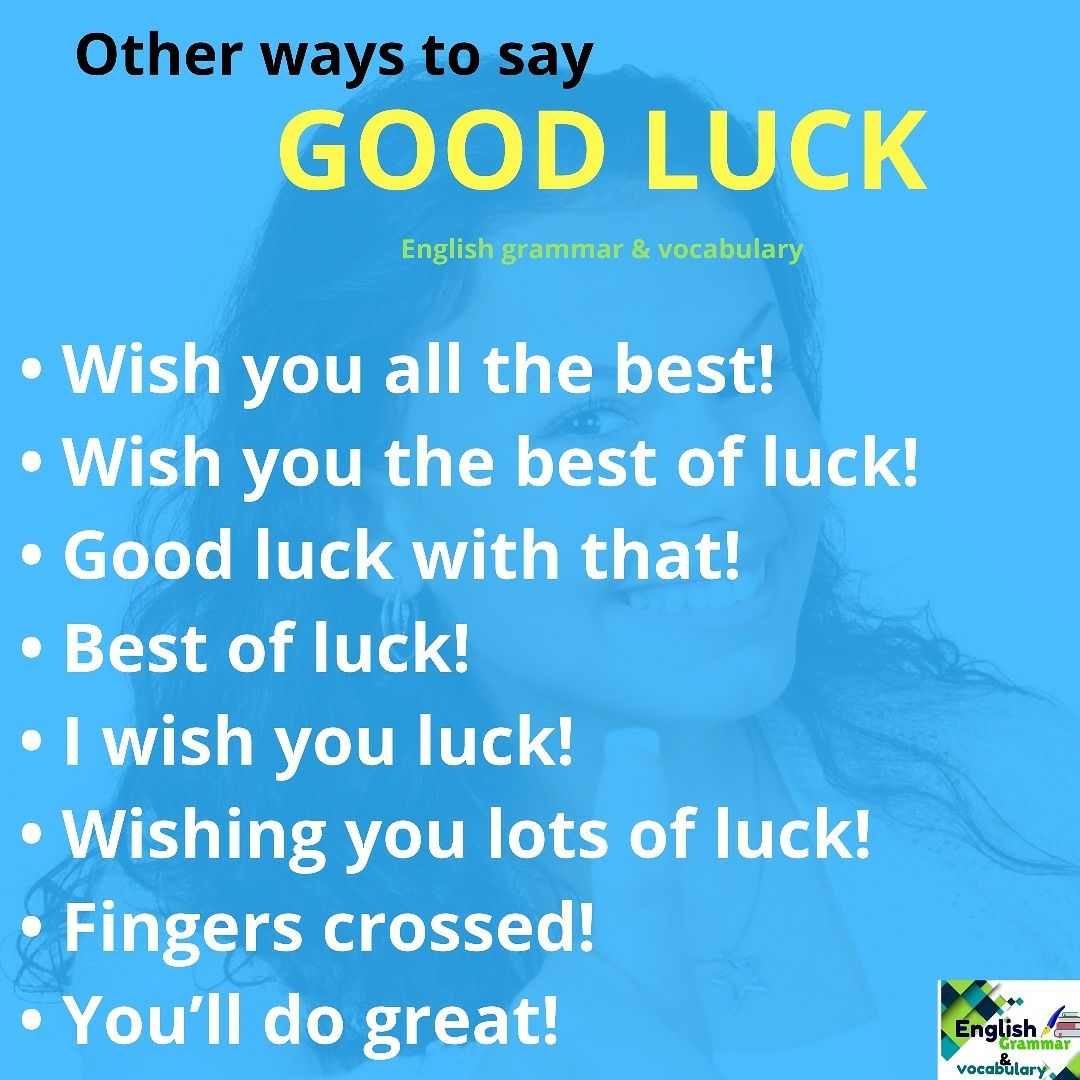 Other ways to say
GOOD LUCK
English grammar & vocabulary
• Wish you all the best!
• Wish you the best of luck!
• Good luck with that!
• Best of luck!
• I wish you luck!
• Wishing you lots of luck!
• Fingers crossed!
• You’ll do great!
English
Grammar
&
vocabulary